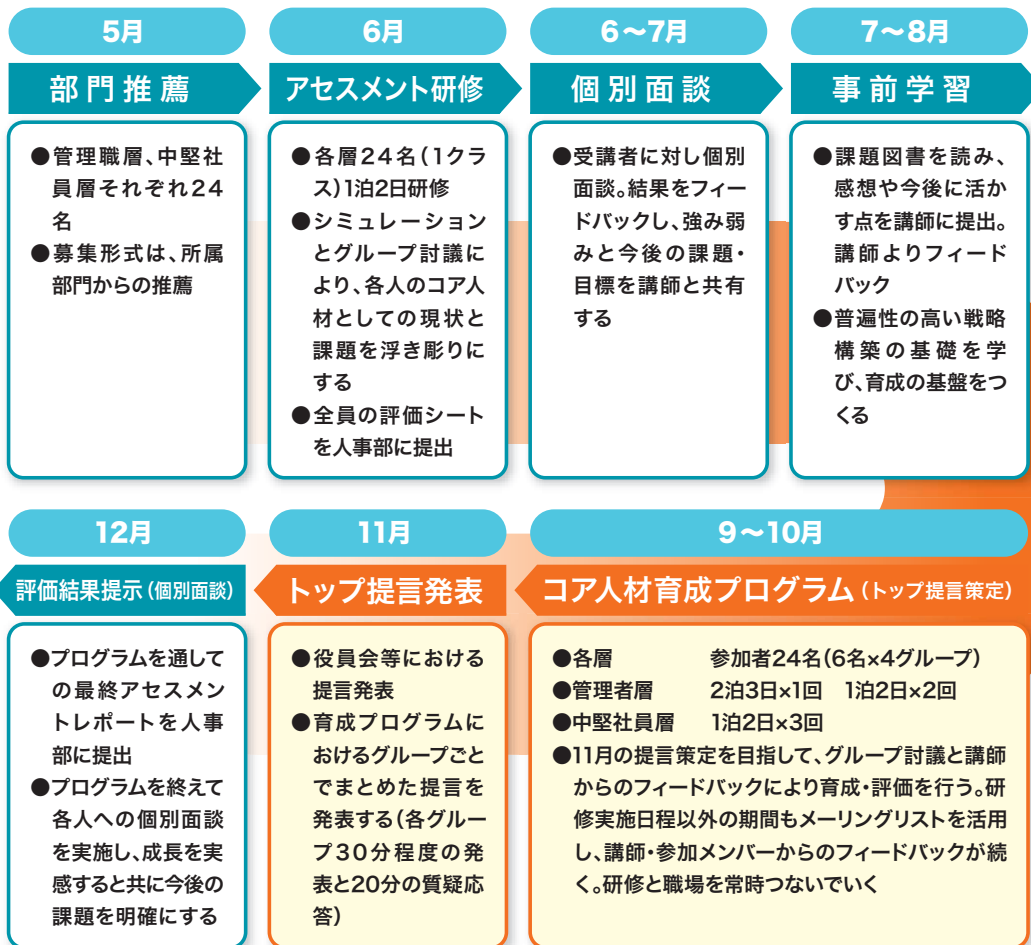 5月
部門推薦
●管理職層、中堅社
員層それぞれ24
名
●募集形式は、所属
部門からの推薦
6月
アセスメント研修
●各層24名(1クラ
ス)1泊2日研修
●シミュレーション
とグループ討議に
より、各人のコア人
材としての現状と
課題を浮き彫りに
する
●全員の評価シート
を人事部に提出
6〜7月
個別面談
●受講者に対し個別
面談。結果をフィー
ドバックし、強み弱
みと今後の課題・
目標を講師と共有
する
7〜8月
事前学習
●課題図書を読み、
感想や今後に活か
す点を講師に提出。
講師よりフィード
バック
●普遍性の高い戦略
構築の基礎を学
び、育成の基盤をつ
くる
9〜10月
コア人材育成プログラム(トップ提言策定)
●各層 参加者24名(6名×4グループ)
●管理者層 2泊3日×1回 1泊2日×2回
●中堅社員層 1泊2日×3回
●11月の提言策定を目指して、グループ討議と講師
からのフィードバックにより育成・評価を行う。研
修実施日程以外の期間もメーリングリストを活用
し、講師・参加メンバーからのフィードバックが続
く。研修と職場を常時つないでいく
11月
トップ提言発表
●役員会等における
提言発表
●育成プログラムに
おけるグループごと
でまとめた提言を
発表する(各グルー
プ30分程度の発
表と20分の質疑応
答)
12月
評価結果提示(個別面談)
●プログラムを通して
の最終アセスメン
トレポートを人事
部に提出
●プログラムを終えて
各人への個別面談
を実施し、成長を実
感すると共に今後の
課題を明確にする